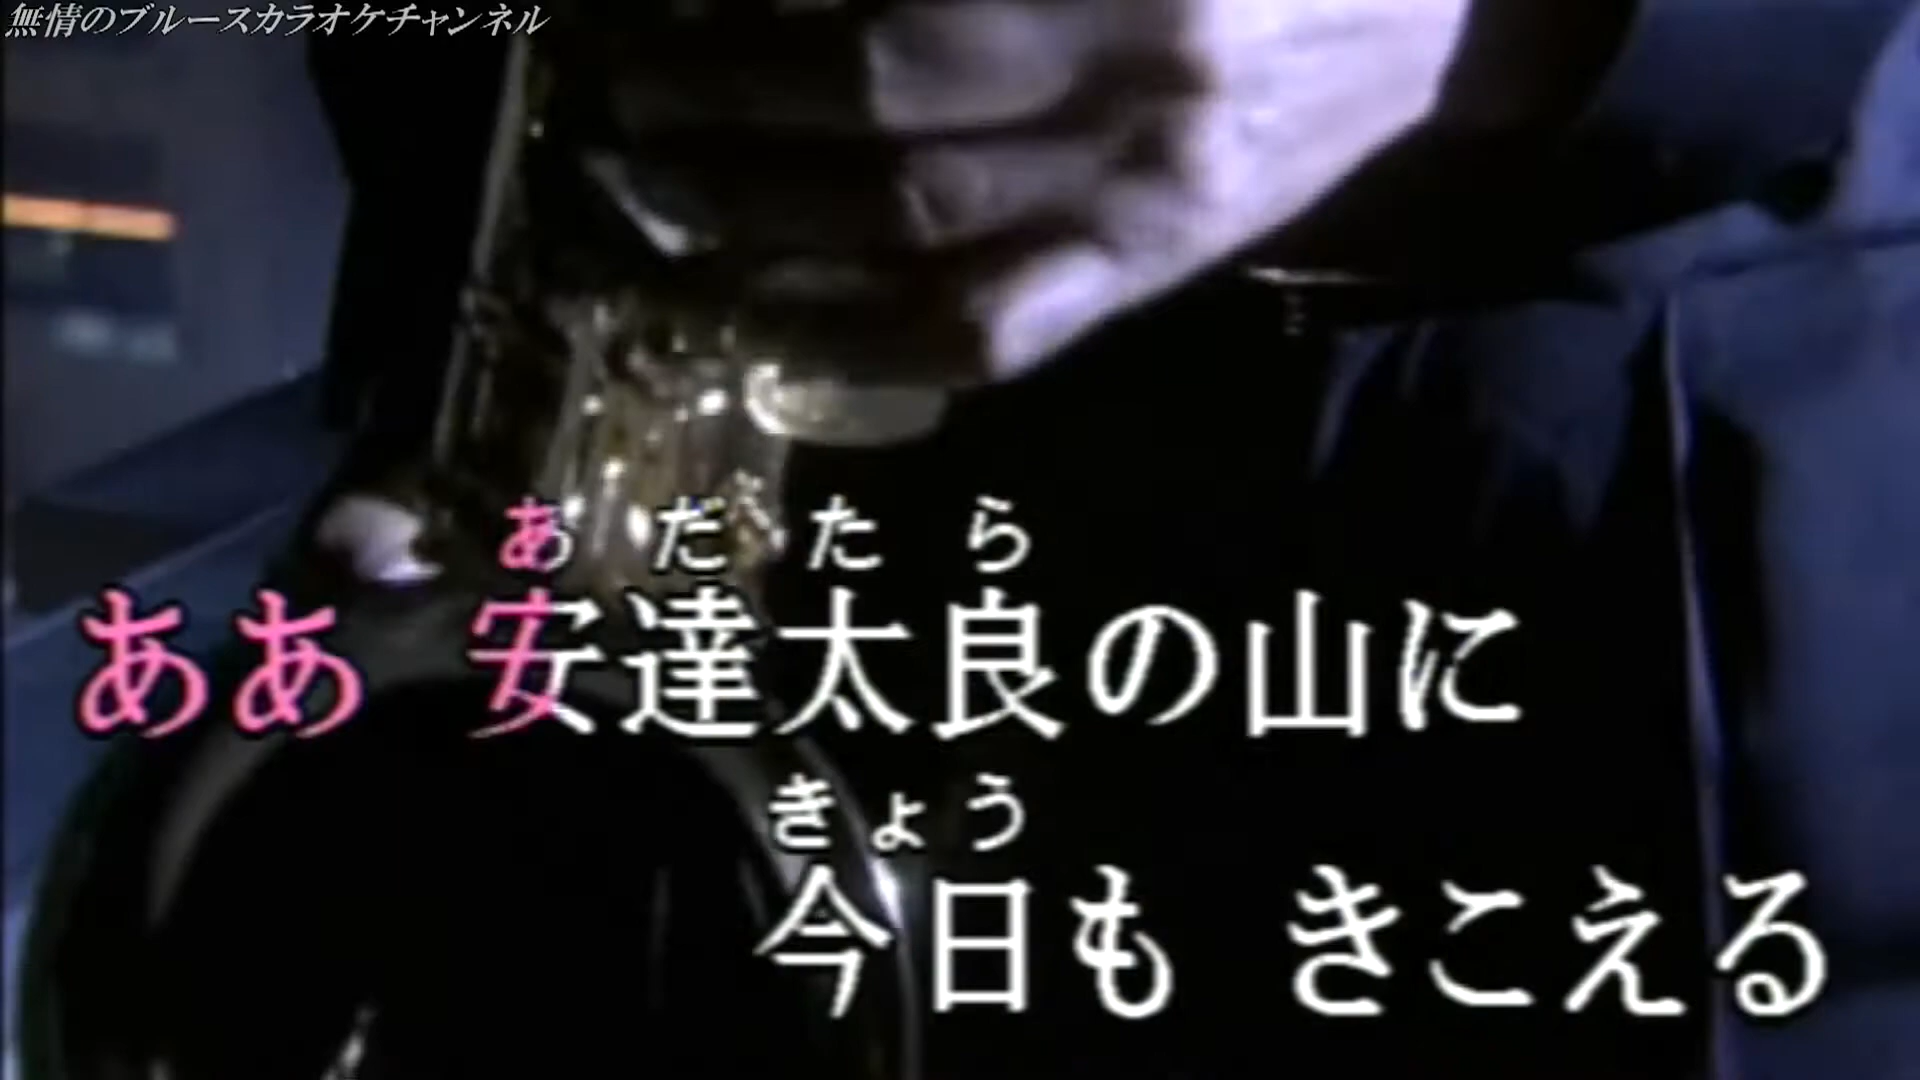 無情のブルースカラオケチャンネル
あだたら
ああ 安達太良の山に
きょう
今日も きこえる